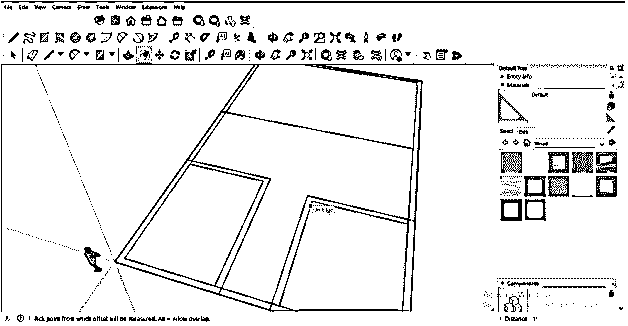 File Edit View Camera Draw Tools Window Extensions Help
Default Tray
Entity Info
Materials
Default
Select Edit
Wood
Components
Pick point from which offset will be measured. Alt = Allow overlap.
Distance